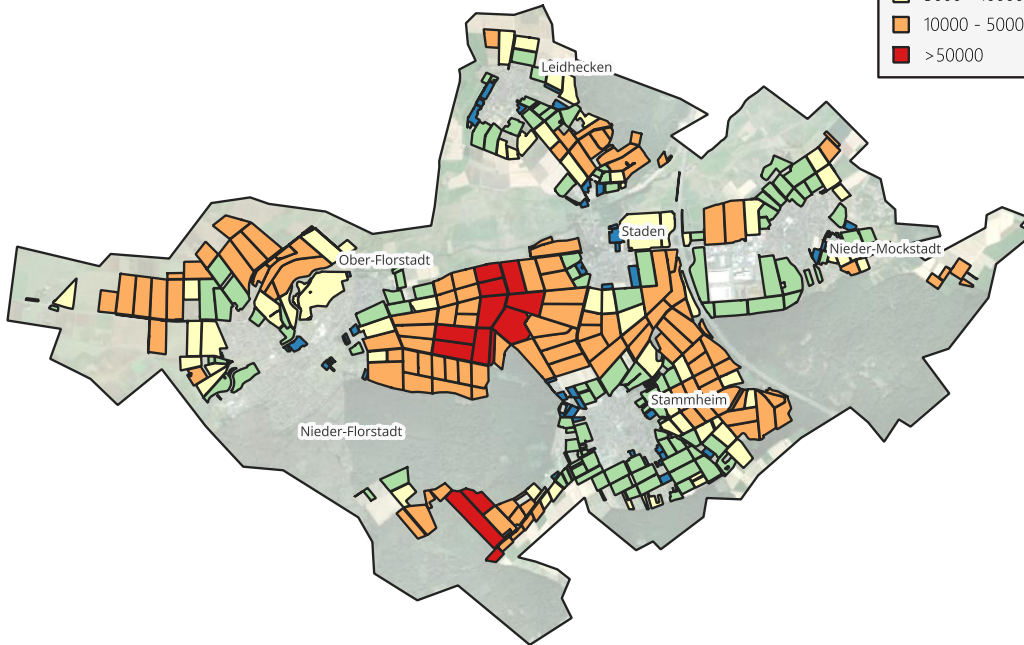 10000 - 5000
>50000
Leidhecken
Staden
Nieder-Mockstadt
Ober-Florstadt
Stammheim
Nieder-Florstadt